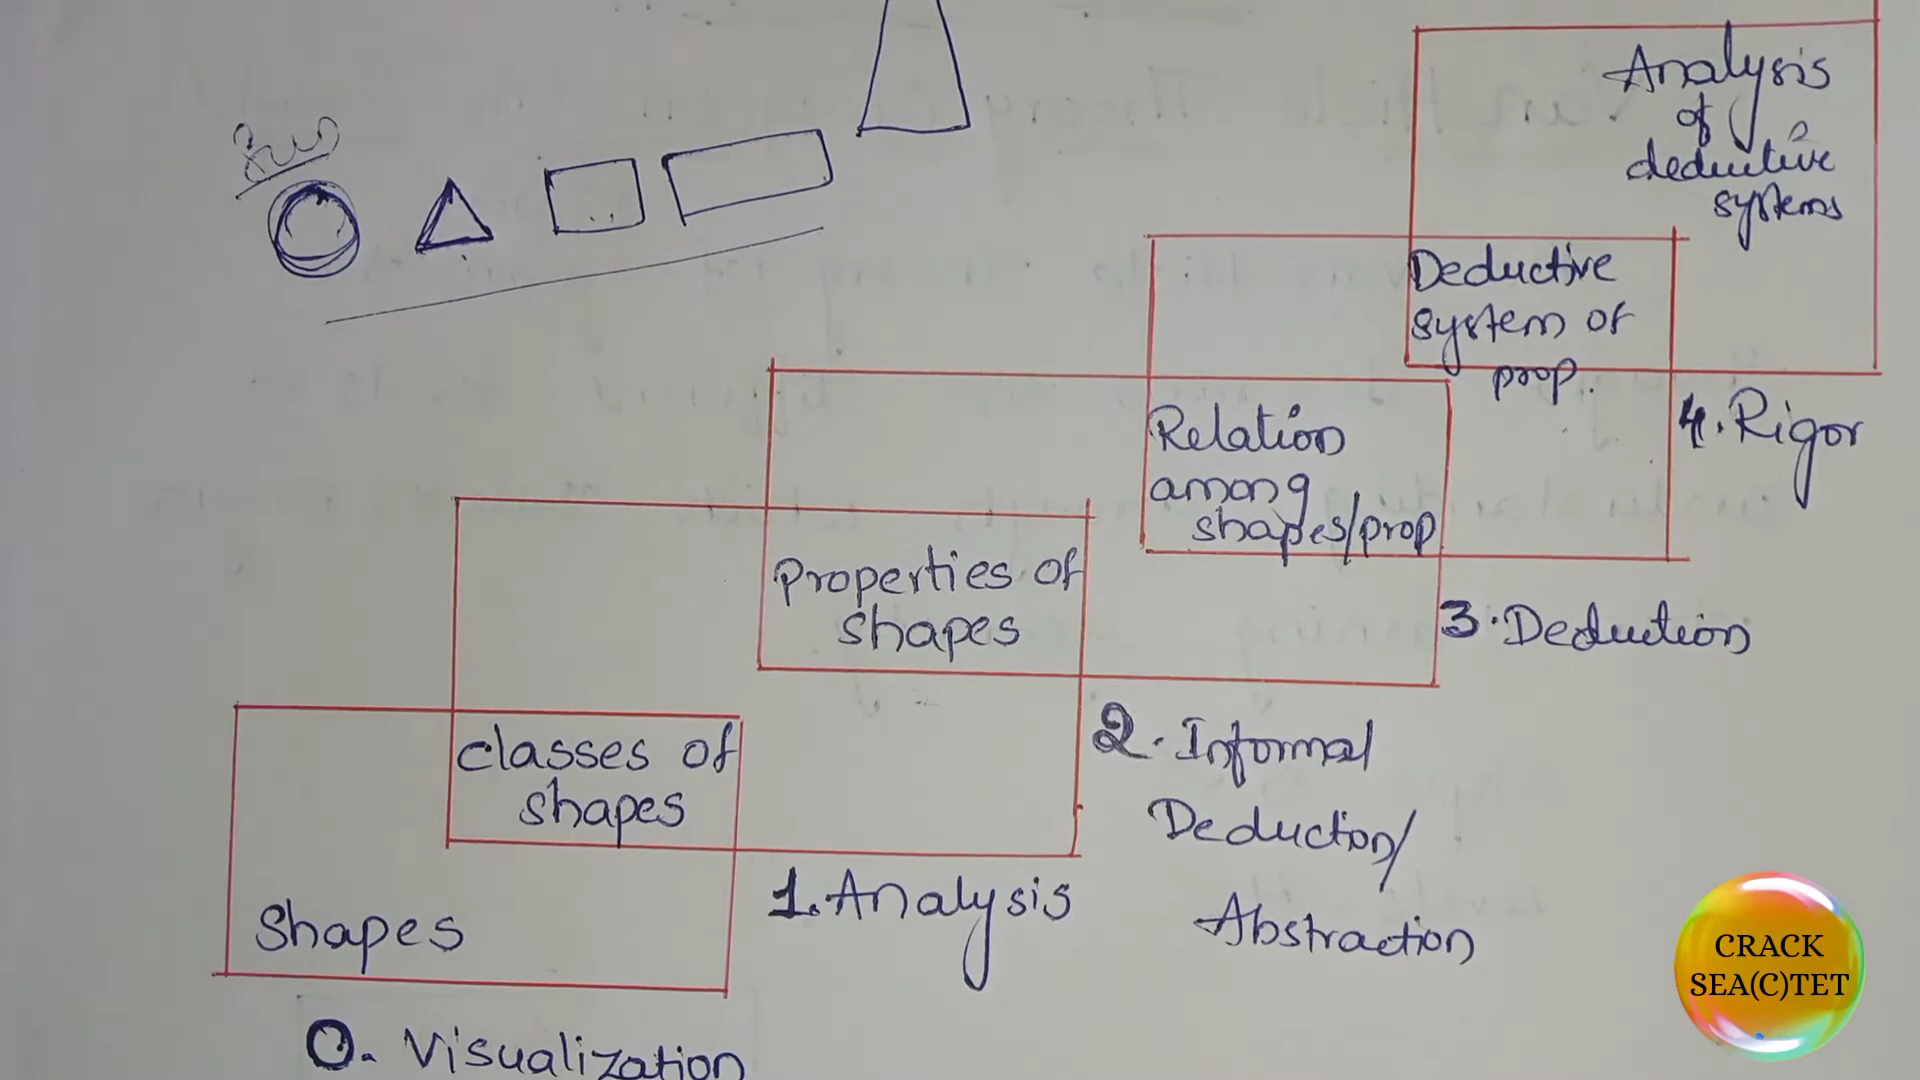 Analysis
of
deductive
systems
Deductive
system of
prop.
4. Rigor
Relation
among
shapes/prop
3. Deduction
Properties of
shapes
2. Informal
Deduction/
Abstraction
classes of
shapes
1. Analysis
Shapes
0. Visualization
CRACK
SEA(C)TET